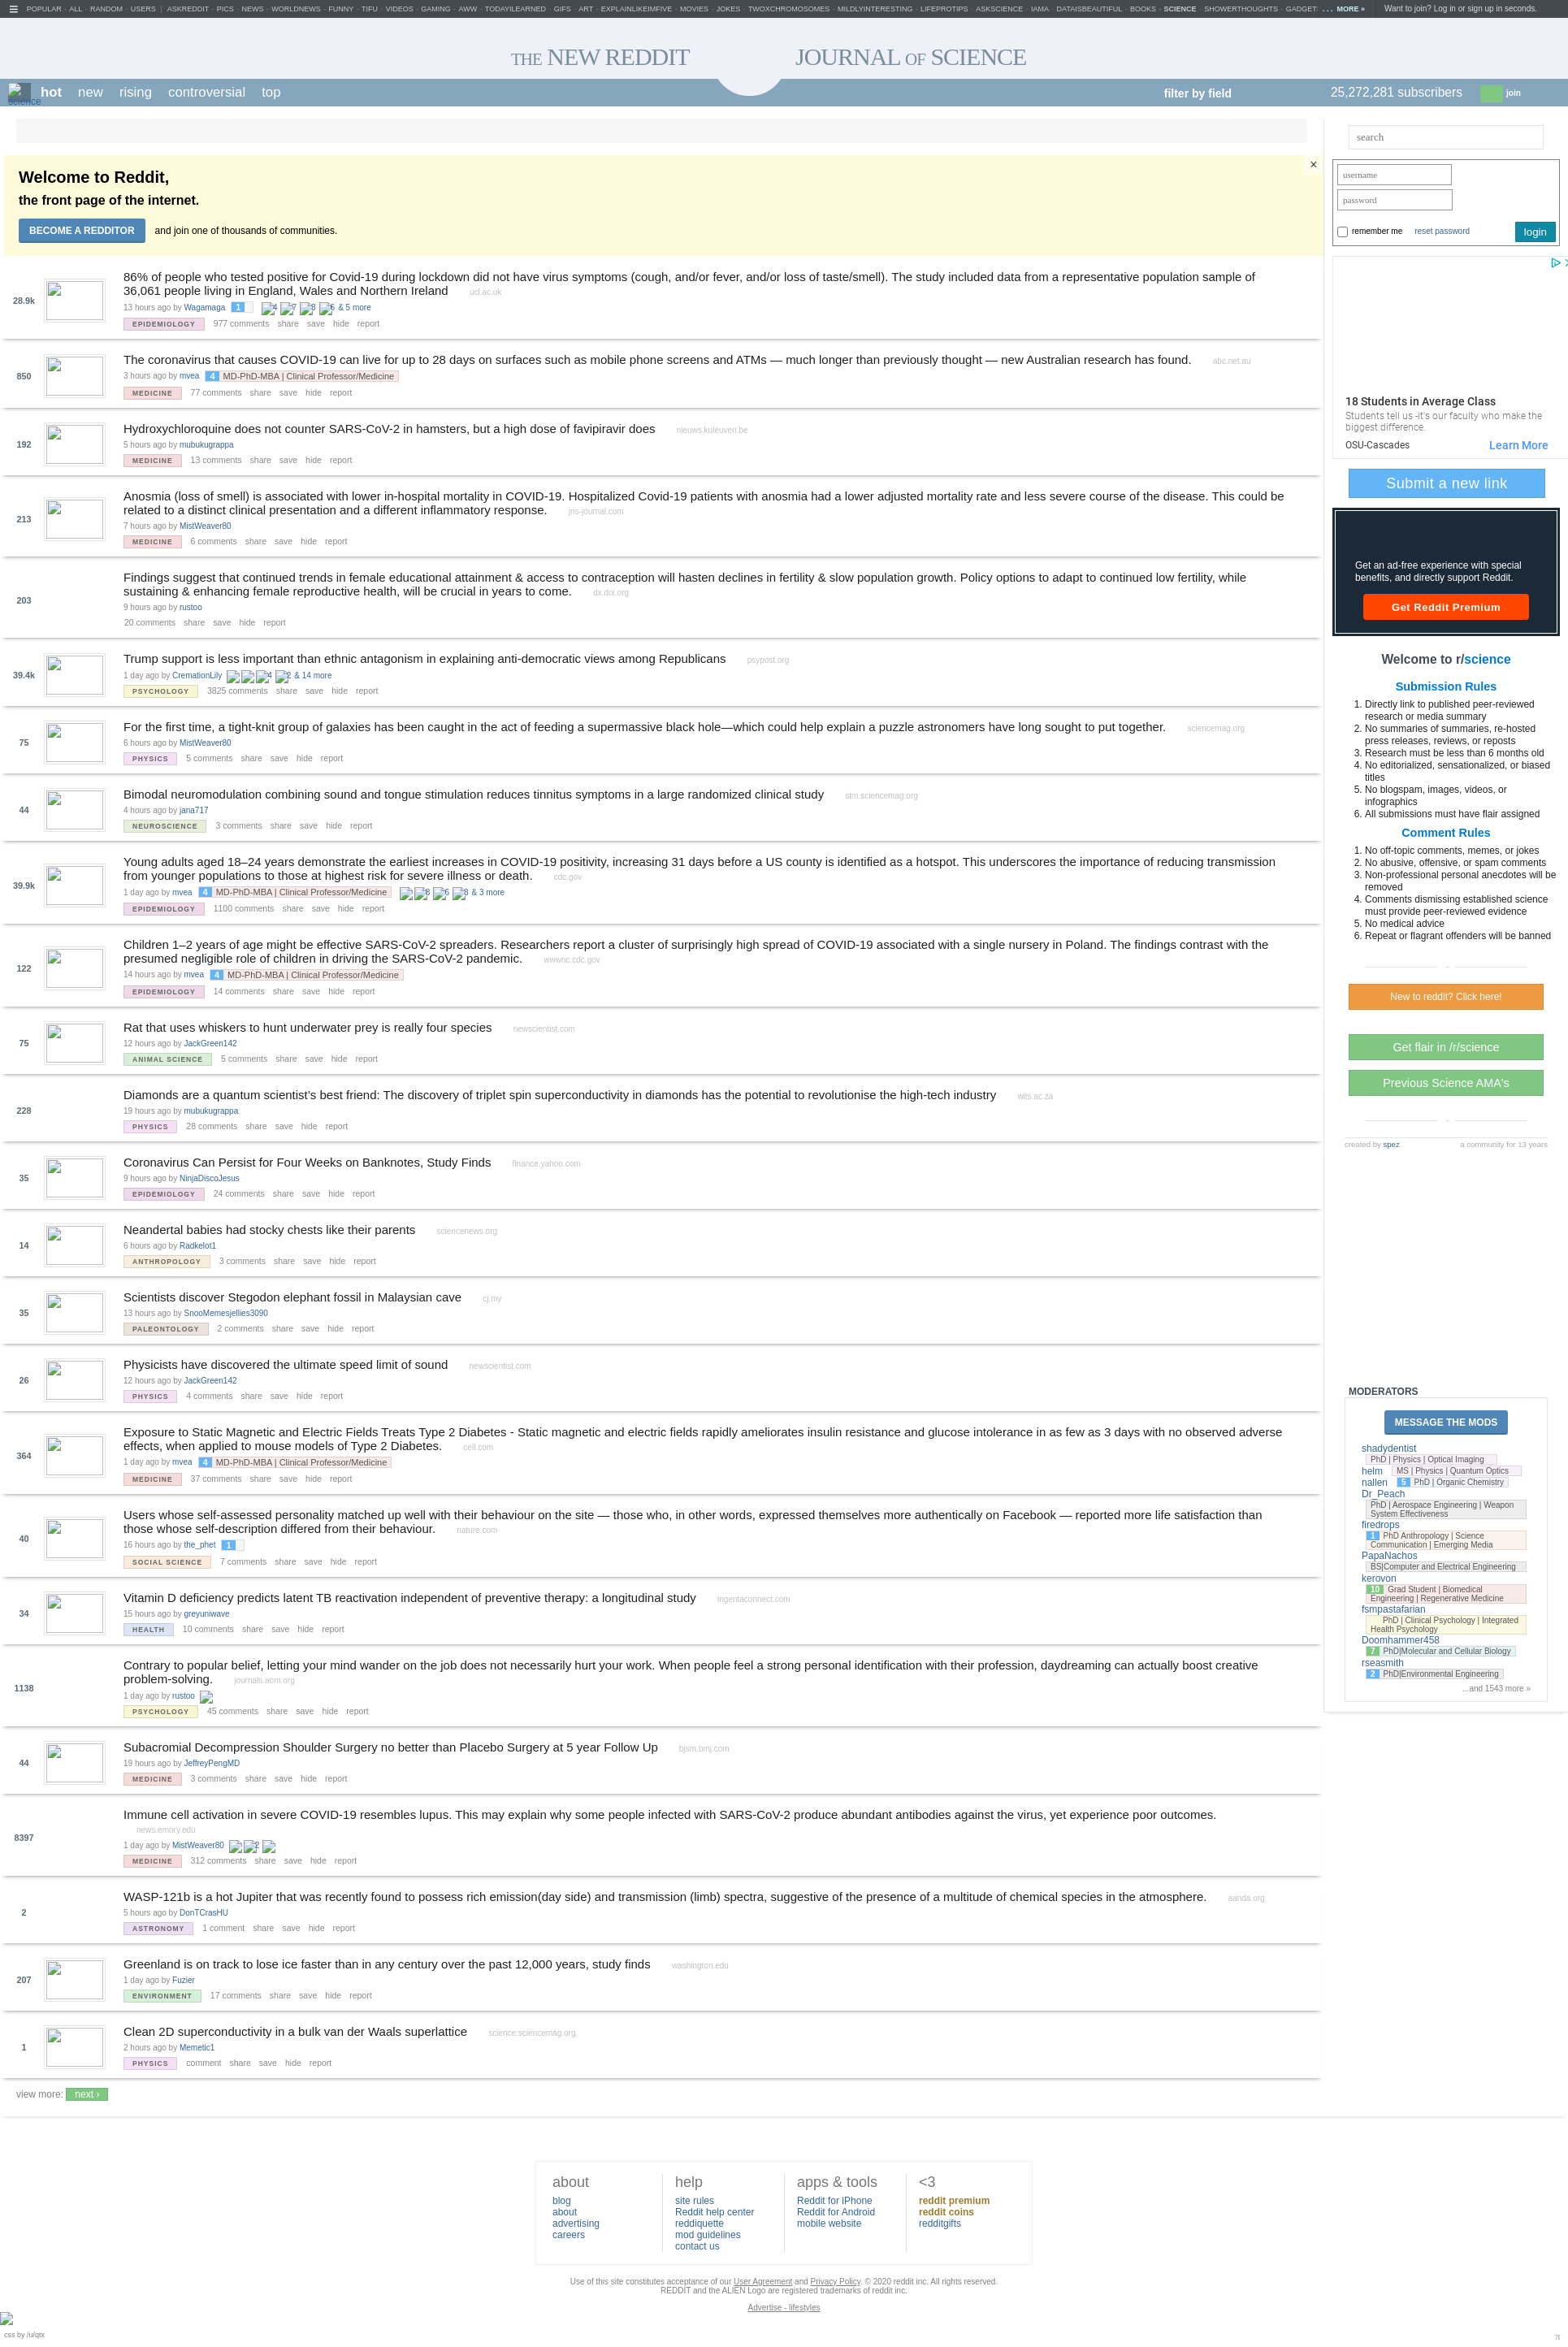 POPULAR - ALL - RANDOM - USERS | ASKREDDIT - PICS - NEWS - WORLDNEWS - FUNNY - TIFU - VIDEOS - GAMING - AWW - TODAYILEARNED - GIFS - ART - EXPLAINLIKEIMFIVE - MOVIES - JOKES - TWOXCHROMOSOMES - MILDLYINTERESTING - LIFEPROTIPS - ASKSCIENCE - IAMA - DATAISBEAUTIFUL - BOOKS - SCIENCE - SHOWERTHOUGHTS - GADGET ... MORE » Want to join? Log in or sign up in seconds.
THE NEW REDDIT JOURNAL OF SCIENCE
science hot new rising controversial top filter by field 25,272,281 subscribers join
Welcome to Reddit,
the front page of the internet.
BECOME A REDDITOR and join one of thousands of communities.
×
28.9k
86% of people who tested positive for Covid-19 during lockdown did not have virus symptoms (cough, and/or fever, and/or loss of taste/smell). The study included data from a representative population sample of
36,061 people living in England, Wales and Northern Ireland ucl.ac.uk
13 hours ago by Wagamaga 1 4 7 3 6 & 5 more
EPIDEMIOLOGY 977 comments share save hide report
850
The coronavirus that causes COVID-19 can live for up to 28 days on surfaces such as mobile phone screens and ATMs — much longer than previously thought — new Australian research has found. abc.net.au
3 hours ago by mvea 4 MD-PhD-MBA | Clinical Professor/Medicine
MEDICINE 77 comments share save hide report
192
Hydroxychloroquine does not counter SARS-CoV-2 in hamsters, but a high dose of favipiravir does nieuws.kuleuven.be
5 hours ago by mubukugrappa
MEDICINE 13 comments share save hide report
213
Anosmia (loss of smell) is associated with lower in-hospital mortality in COVID-19. Hospitalized Covid-19 patients with anosmia had a lower adjusted mortality rate and less severe course of the disease. This could be
related to a distinct clinical presentation and a different inflammatory response. jns-journal.com
7 hours ago by MistWeaver80
MEDICINE 6 comments share save hide report
203
Findings suggest that continued trends in female educational attainment & access to contraception will hasten declines in fertility & slow population growth. Policy options to adapt to continued low fertility, while
sustaining & enhancing female reproductive health, will be crucial in years to come. dx.doi.org
9 hours ago by rustoo
20 comments share save hide report
39.4k
Trump support is less important than ethnic antagonism in explaining anti-democratic views among Republicans psypost.org
1 day ago by CremationLily 4 2 & 14 more
PSYCHOLOGY 3825 comments share save hide report
75
For the first time, a tight-knit group of galaxies has been caught in the act of feeding a supermassive black hole—which could help explain a puzzle astronomers have long sought to put together. sciencemag.org
6 hours ago by MistWeaver80
PHYSICS 5 comments share save hide report
44
Bimodal neuromodulation combining sound and tongue stimulation reduces tinnitus symptoms in a large randomized clinical study stm.sciencemag.org
4 hours ago by jana717
NEUROSCIENCE 3 comments share save hide report
39.9k
Young adults aged 18–24 years demonstrate the earliest increases in COVID-19 positivity, increasing 31 days before a US county is identified as a hotspot. This underscores the importance of reducing transmission
from younger populations to those at highest risk for severe illness or death. cdc.gov
1 day ago by mvea 4 MD-PhD-MBA | Clinical Professor/Medicine 3 6 3 & 3 more
EPIDEMIOLOGY 1100 comments share save hide report
122
Children 1–2 years of age might be effective SARS-CoV-2 spreaders. Researchers report a cluster of surprisingly high spread of COVID-19 associated with a single nursery in Poland. The findings contrast with the
presumed negligible role of children in driving the SARS-CoV-2 pandemic. wwwnc.cdc.gov
14 hours ago by mvea 4 MD-PhD-MBA | Clinical Professor/Medicine
EPIDEMIOLOGY 14 comments share save hide report
75
Rat that uses whiskers to hunt underwater prey is really four species newscientist.com
12 hours ago by JackGreen142
ANIMAL SCIENCE 5 comments share save hide report
228
Diamonds are a quantum scientist's best friend: The discovery of triplet spin superconductivity in diamonds has the potential to revolutionise the high-tech industry wits.ac.za
19 hours ago by mubukugrappa
PHYSICS 28 comments share save hide report
35
Coronavirus Can Persist for Four Weeks on Banknotes, Study Finds finance.yahoo.com
9 hours ago by NinjaDiscoJesus
EPIDEMIOLOGY 24 comments share save hide report
14
Neandertal babies had stocky chests like their parents sciencenews.org
6 hours ago by Radkelot1
ANTHROPOLOGY 3 comments share save hide report
35
Scientists discover Stegodon elephant fossil in Malaysian cave cj.my
13 hours ago by SnooMemesjellies3090
PALEONTOLOGY 2 comments share save hide report
26
Physicists have discovered the ultimate speed limit of sound newscientist.com
12 hours ago by JackGreen142
PHYSICS 4 comments share save hide report
364
Exposure to Static Magnetic and Electric Fields Treats Type 2 Diabetes - Static magnetic and electric fields rapidly ameliorates insulin resistance and glucose intolerance in as few as 3 days with no observed adverse
effects, when applied to mouse models of Type 2 Diabetes. cell.com
1 day ago by mvea 4 MD-PhD-MBA | Clinical Professor/Medicine
MEDICINE 37 comments share save hide report
40
Users whose self-assessed personality matched up well with their behaviour on the site — those who, in other words, expressed themselves more authentically on Facebook — reported more life satisfaction than
those whose self-description differed from their behaviour. nature.com
16 hours ago by the_phet 1
SOCIAL SCIENCE 7 comments share save hide report
34
Vitamin D deficiency predicts latent TB reactivation independent of preventive therapy: a longitudinal study ingentaconnect.com
15 hours ago by greyuniwave
HEALTH 10 comments share save hide report
1138
Contrary to popular belief, letting your mind wander on the job does not necessarily hurt your work. When people feel a strong personal identification with their profession, daydreaming can actually boost creative
problem-solving. journals.aom.org
1 day ago by rustoo
PSYCHOLOGY 45 comments share save hide report
44
Subacromial Decompression Shoulder Surgery no better than Placebo Surgery at 5 year Follow Up bjsm.bmj.com
19 hours ago by JeffreyPengMD
MEDICINE 3 comments share save hide report
8397
Immune cell activation in severe COVID-19 resembles lupus. This may explain why some people infected with SARS-CoV-2 produce abundant antibodies against the virus, yet experience poor outcomes.
news.emory.edu
1 day ago by MistWeaver80 2
MEDICINE 312 comments share save hide report
2
WASP-121b is a hot Jupiter that was recently found to possess rich emission(day side) and transmission (limb) spectra, suggestive of the presence of a multitude of chemical species in the atmosphere. aanda.org
5 hours ago by DonTCrasHU
ASTRONOMY 1 comment share save hide report
207
Greenland is on track to lose ice faster than in any century over the past 12,000 years, study finds washington.edu
1 day ago by Fuzier
ENVIRONMENT 17 comments share save hide report
1
Clean 2D superconductivity in a bulk van der Waals superlattice science.sciencemag.org
2 hours ago by Memetic1
PHYSICS comment share save hide report
view more: next ›
search
username
password
remember me reset password login
18 Students in Average Class
Students tell us -it's our faculty who make the
biggest difference.
OSU-Cascades Learn More
Submit a new link
Get an ad-free experience with special
benefits, and directly support Reddit.
Get Reddit Premium
Welcome to r/science
Submission Rules
1. Directly link to published peer-reviewed
research or media summary
2. No summaries of summaries, re-hosted
press releases, reviews, or reposts
3. Research must be less than 6 months old
4. No editorialized, sensationalized, or biased
titles
5. No blogspam, images, videos, or
infographics
6. All submissions must have flair assigned
Comment Rules
1. No off-topic comments, memes, or jokes
2. No abusive, offensive, or spam comments
3. Non-professional personal anecdotes will be
removed
4. Comments dismissing established science
must provide peer-reviewed evidence
5. No medical advice
6. Repeat or flagrant offenders will be banned
New to reddit? Click here!
Get flair in /r/science
Previous Science AMA's
created by spez a community for 13 years
MODERATORS
MESSAGE THE MODS
shadydentist
PhD | Physics | Optical Imaging
helm MS | Physics | Quantum Optics
nallen 5 PhD | Organic Chemistry
Dr_Peach
PhD | Aerospace Engineering | Weapon
System Effectiveness
firedrops
1 PhD Anthropology | Science
Communication | Emerging Media
PapaNachos
BS|Computer and Electrical Engineering
kerovon
10 Grad Student | Biomedical
Engineering | Regenerative Medicine
fsmpastafarian
PhD | Clinical Psychology | Integrated
Health Psychology
Doomhammer458
7 PhD|Molecular and Cellular Biology
rseasmith
2 PhD|Environmental Engineering
...and 1543 more »
about
blog
about
advertising
careers
help
site rules
Reddit help center
reddiquette
mod guidelines
contact us
apps & tools
Reddit for iPhone
Reddit for Android
mobile website
<3
reddit premium
reddit coins
redditgifts
Use of this site constitutes acceptance of our User Agreement and Privacy Policy. © 2020 reddit inc. All rights reserved.
REDDIT and the ALIEN Logo are registered trademarks of reddit inc.
Advertise - lifestyles
css by /u/qtx
π